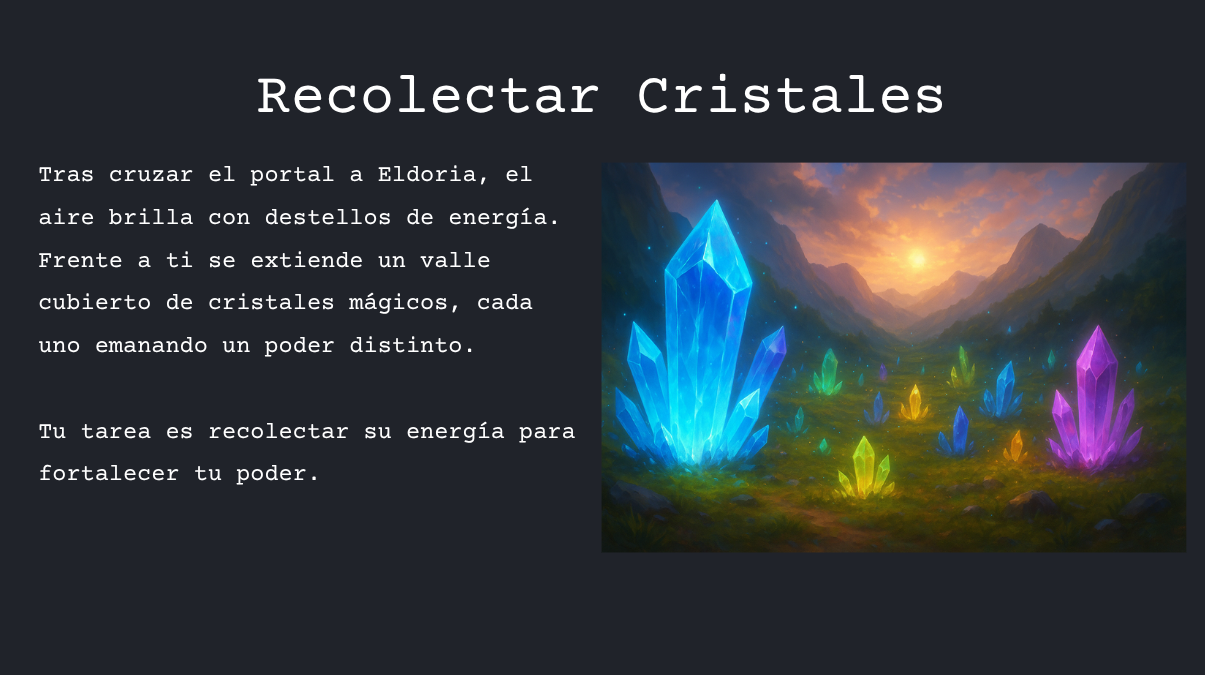 Recolectar Cristales
Tras cruzar el portal a Eldoria, el
aire brilla con destellos de energía.
Frente a ti se extiende un valle
cubierto de cristales mágicos, cada
uno emanando un poder distinto.
Tu tarea es recolectar su energía para
fortalecer tu poder.